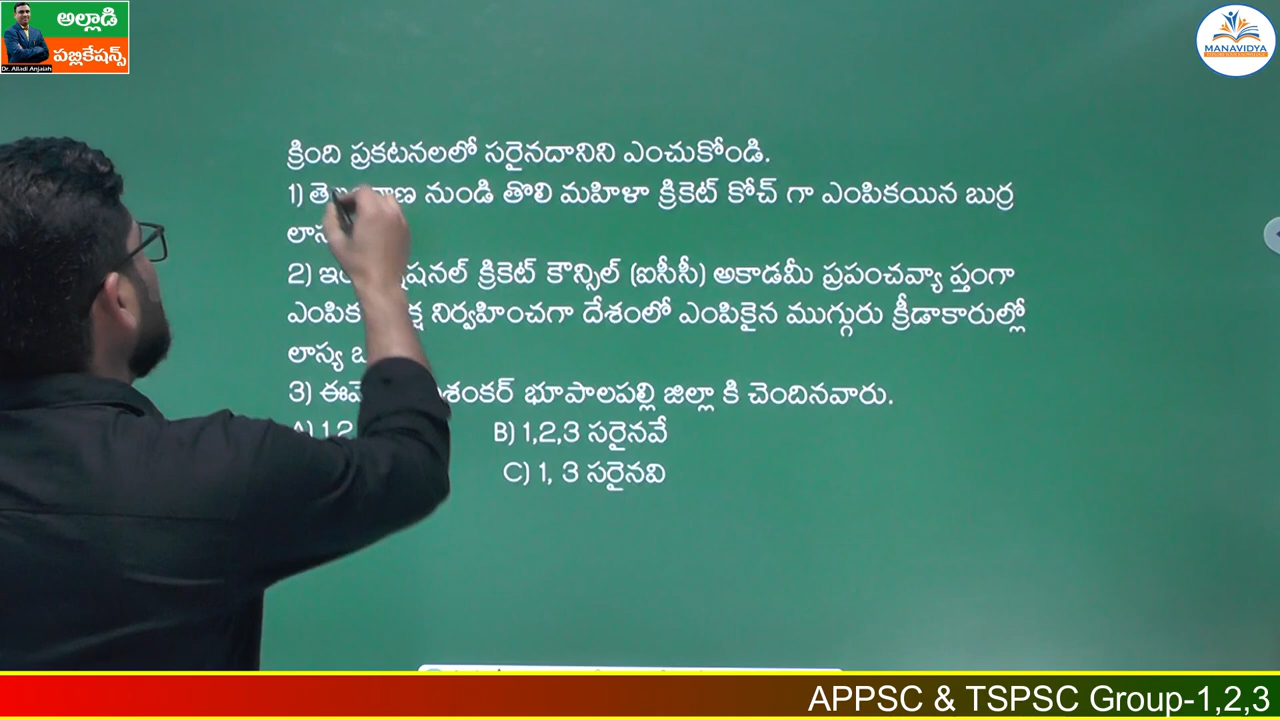 అల్లాడి
పబ్లికేషన్స్
Dr. Alladi Anjaiah
MANAVIDYA
క్రింది ప్రకటనలలో సరైనదానిని ఎంచుకోండి.
1) నుండి తొలి మహిళా క్రికెట్ కోచ్ గా ఎంపికయిన బుర్ర
2) క్రికెట్ కౌన్సిల్ (ఐసీసీ) అకాడమీ ప్రపంచవ్యా ప్తంగా
నిర్వహించగా దేశంలో ఎంపికైన ముగ్గురు క్రీడాకారుల్లో
లాస్య
3) భూపాలపల్లి జిల్లా కి చెందినవారు.
B) 1,2,3 సరైనవే
C) 1, 3 సరైనవి
APPSC & TSPSC Group-1,2,3